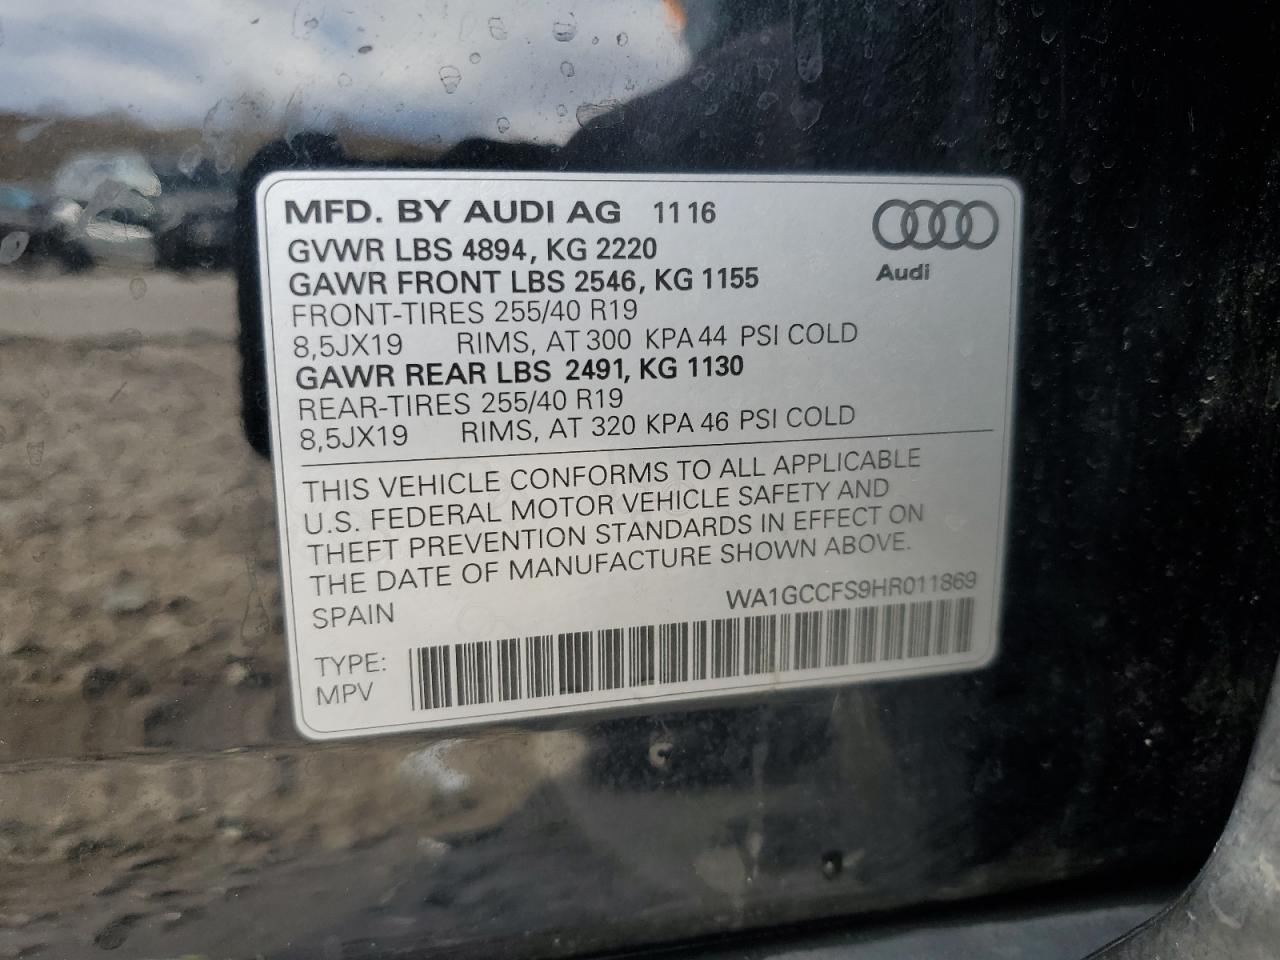 MFD. BY AUDI AG 11 16
GVWR LBS 4894, KG 2220
GAWR FRONT LBS 2546, KG 1155
Audi
FRONT-TIRES 255/40 R19
8,5JX19 RIMS, AT 300 KPA 44 PSI COLD
GAWR REAR LBS 2491, KG 1130
REAR-TIRES 255/40 R19
8,5JX19 RIMS, AT 320 KPA 46 PSI COLD
THIS VEHICLE CONFORMS TO ALL APPLICABLE
U.S. FEDERAL MOTOR VEHICLE SAFETY AND
THEFT PREVENTION STANDARDS IN EFFECT ON
THE DATE OF MANUFACTURE SHOWN ABOVE.
SPAIN WA1GCCFS9HR011869
TYPE:
MPV